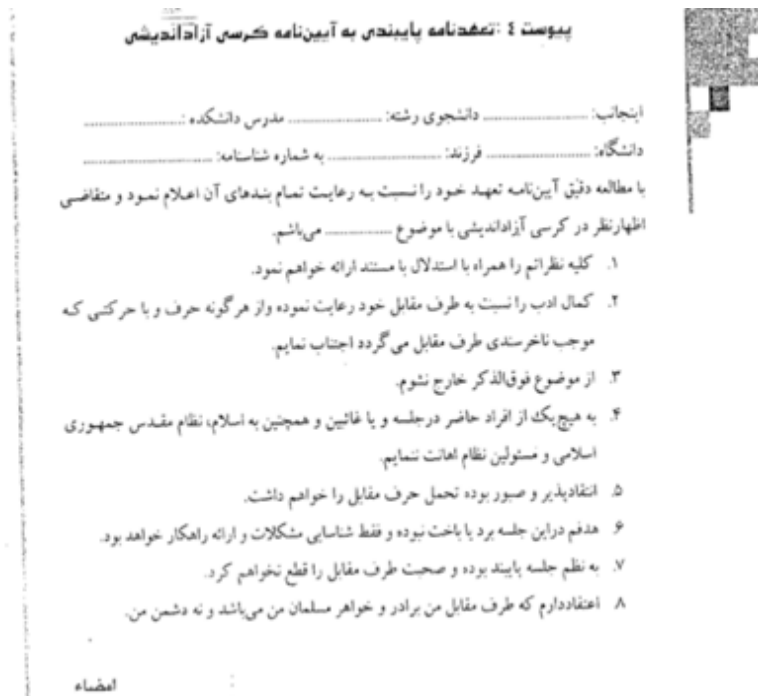 پیوست ٤ :تعهدنامه پایبندی به آیین‌نامه کرسی آزاداندیشی
اینجانب: .................... دانشجوی رشته: .................. مدرس دانشکده :..................
دانشگاه: .................... فرزند: .................... به شماره شناسنامه: ..........................
با مطالعه دقیق آیین‌نامه تعهد خود را نسبت به رعایت تمام بندهای آن اعلام نمود و متقاضی
اظهارنظر در کرسی آزاداندیشی با موضوع ............... می‌باشم.
۱. کلیه نظراتم را همراه با استدلال یا مستند ارائه خواهم نمود.
۲. کمال ادب را نسبت به طرف مقابل خود رعایت نموده واز هرگونه حرف و یا حرکتی که
موجب ناخرسندی طرف مقابل می‌گردد اجتناب نمایم.
۳. از موضوع فوق‌الذکر خارج نشوم.
۴. به هیچ‌یک از افراد حاضر درجلسه و یا غائبین و همچنین به اسلام، نظام مقدس جمهوری
اسلامی و مسئولین نظام اهانت ننمایم.
۵. انتقادپذیر و صبور بوده تحمل حرف مقابل را خواهم داشت.
۶. هدفم دراین جلسه برد یا باخت نبوده و فقط شناسایی مشکلات و ارائه راهکار خواهد بود.
۷. به نظم جلسه پایبند بوده و صحبت طرف مقابل را قطع نخواهم کرد.
۸ اعتقاددارم که طرف مقابل من برادر و خواهر مسلمان من می‌باشد و نه دشمن من.
امضاء